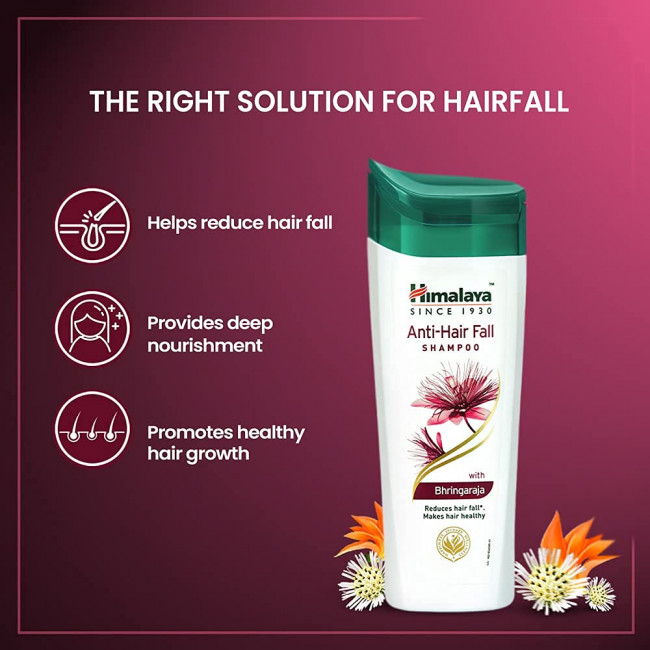 THE RIGHT SOLUTION FOR HAIRFALL
Helps reduce hair fall
Provides deep
nourishment
Promotes healthy
hair growth
Himalaya™
SINCE 1930
Anti-Hair Fall
SHAMPOO
with
Bhringaraja
Reduces hair fall*.
Makes hair healthy